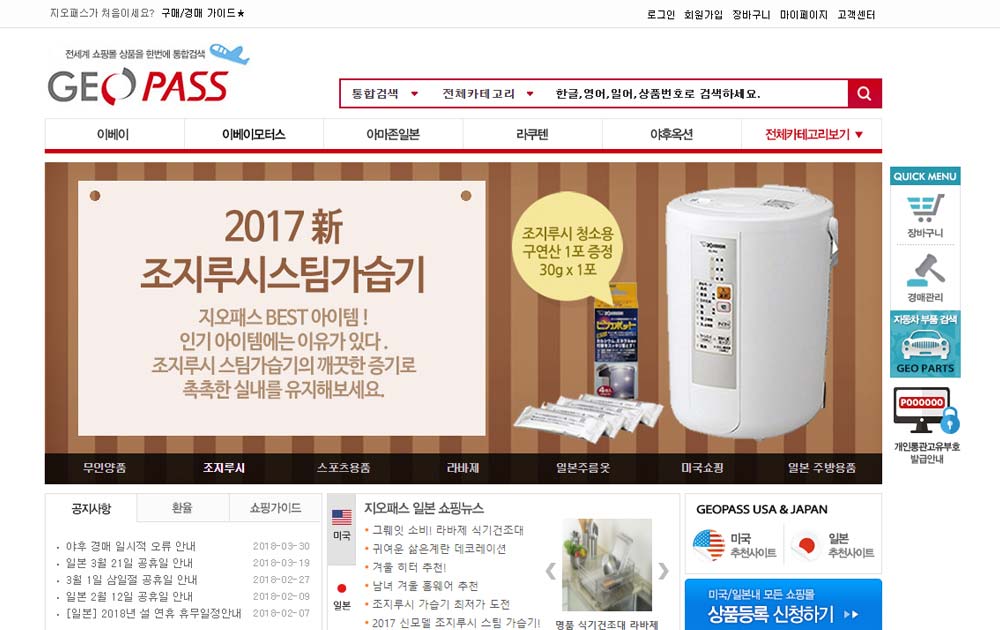 지오패스가 처음이세요? 구매/경매 가이드★
로그인 회원가입 장바구니 마이페이지 고객센터
전세계 쇼핑몰 상품을 한번에 통합검색
GEO PASS
통합검색 ▼ 전체카테고리 ▼ 한글,영어,일어,상품번호로 검색하세요.
이베이 이베이모터스 아마존일본 라쿠텐 야후옥션 전체카테고리보기 ▼
2017 新
조지루시스팀가습기
지오패스 BEST 아이템 !
인기 아이템에는 이유가 있다 .
조지루시 스팀가습기의 깨끗한 증기로
촉촉한 실내를 유지해보세요.
조지루시 청소용
구연산 1포 증정
30g x 1포
ZOJIRUSHI
ピカポット
QUICK MENU
장바구니
경매관리
자동차 부품 검색
GEO PARTS
P000000
개인통관고유부호
발급안내
무인양품 조지루시 스포츠용품 라바제 일본주름옷 미국쇼핑 일본 주방용품
공지사항 환율 쇼핑가이드
야후 경매 일시적 오류 안내 2018-03-30
일본 3월 21일 공휴일 안내 2018-03-19
3월 1일 삼일절 공휴일 안내 2018-02-27
일본 2월 12일 공휴일 안내 2018-02-09
[일본] 2018년 설 연휴 휴무일정안내 2018-02-07
미국
일본
지오패스 일본 쇼핑뉴스
그뤠잇 소비! 라바제 식기건조대
귀여운 삶은계란 데코레이션
겨울 히터 추천!
남녀 겨울 홈웨어 추천
조지루시 가습기 최저가 도전
2017 신모델 조지루시 스팀 가습기!
명품 식기건조대 라바제
GEOPASS USA & JAPAN
미국
추천사이트
일본
추천사이트
미국/일본내 모든 쇼핑몰
상품등록 신청하기